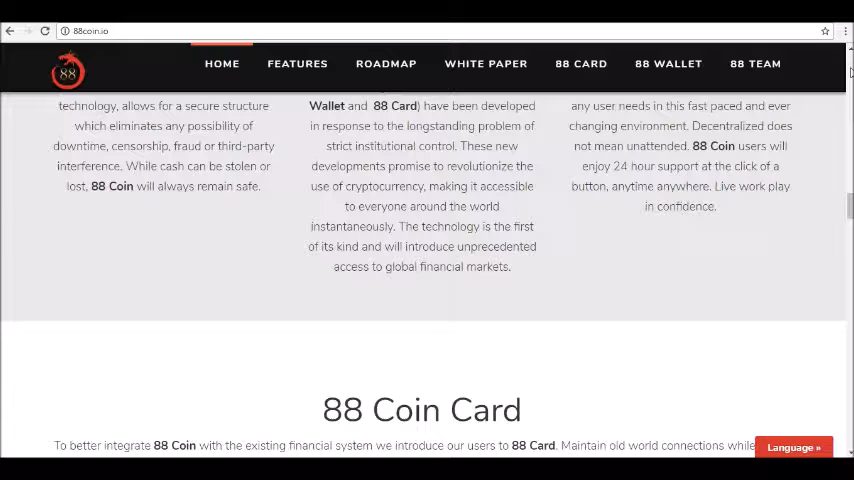 88coin.io
88
HOME FEATURES ROADMAP WHITE PAPER 88 CARD 88 WALLET 88 TEAM
technology, allows for a secure structure
which eliminates any possibility of
downtime, censorship, fraud or third-party
interference. While cash can be stolen or
lost, 88 Coin will always remain safe.
Wallet and 88 Card) have been developed
in response to the longstanding problem of
strict institutional control. These new
developments promise to revolutionize the
use of cryptocurrency, making it accessible
to everyone around the world
instantaneously. The technology is the first
of its kind and will introduce unprecedented
access to global financial markets.
any user needs in this fast paced and ever
changing environment. Decentralized does
not mean unattended. 88 Coin users will
enjoy 24 hour support at the click of a
button, anytime anywhere. Live work play
in confidence.
88 Coin Card
To better integrate 88 Coin with the existing financial system we introduce our users to 88 Card. Maintain old world connections while
Language »